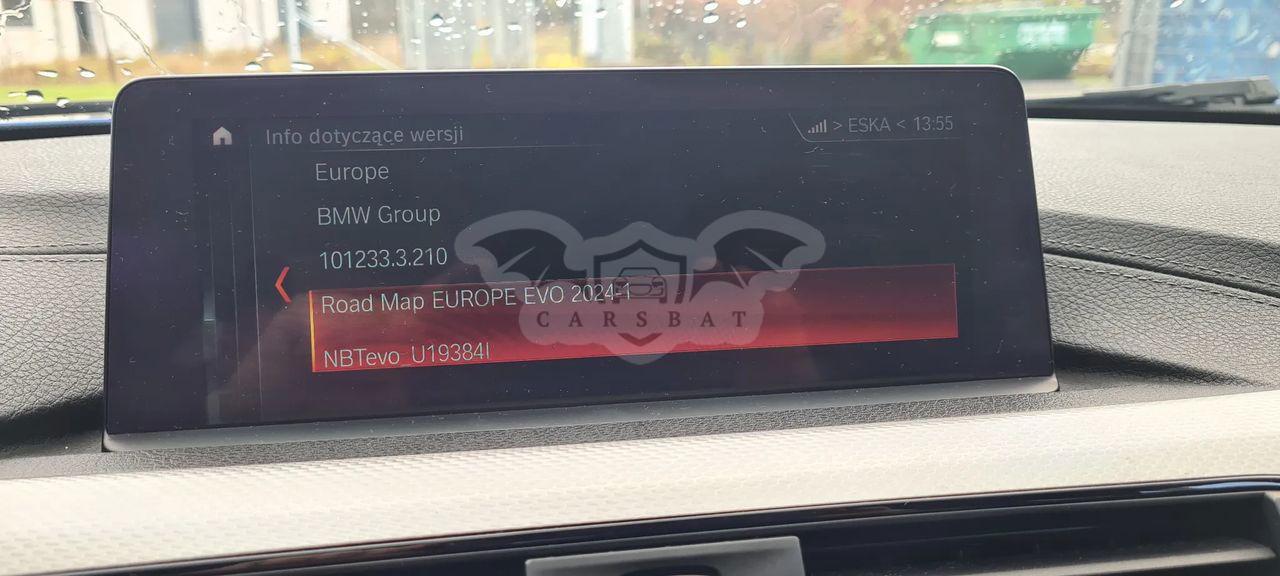 Info dotyczące wersji
> ESKA < 13:55
Europe
BMW Group
101233.3.210
Road Map EUROPE EVO 2024-1
CARSBAT
NBTevo_U19384I